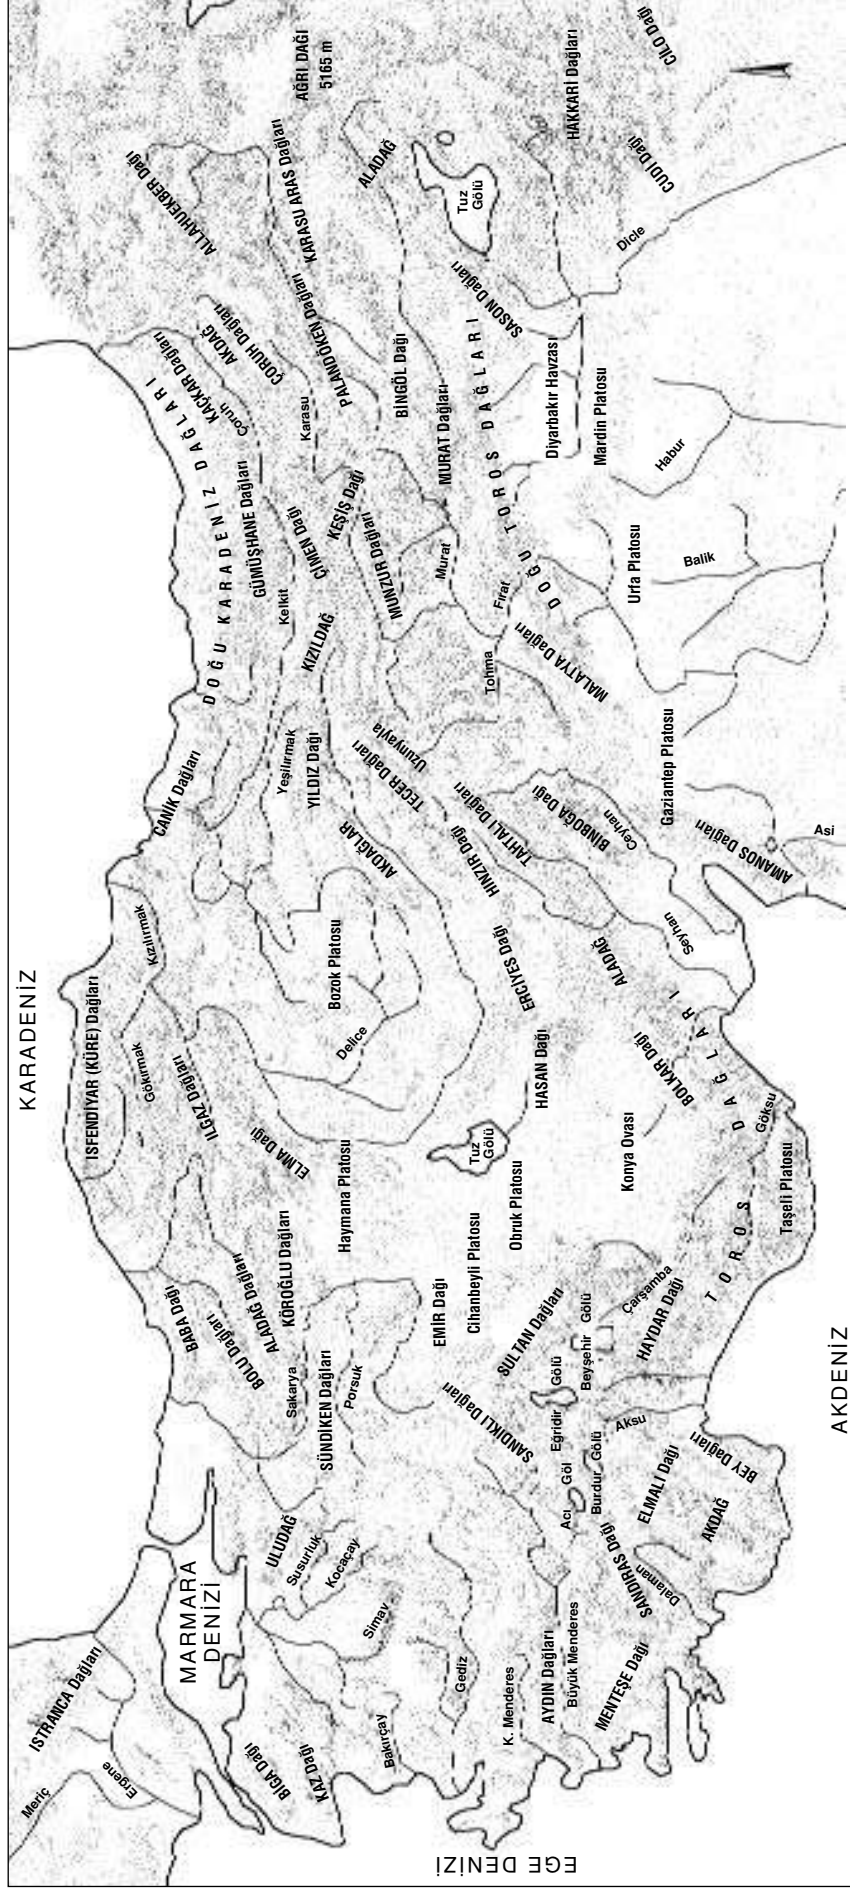 KARADENİZ
MARMARA
DENİZİ
EGE DENİZİ
AKDENİZ
Meriç
Ergene
ISTRANCA Dağları
BİGA Dağı
KAZ Dağı
Bakırçay
Gediz
K. Menderes
AYDIN Dağları
Büyük Menderes
MENTEŞE Dağı
Simav
Kocaçay
Susurluk
ULUDAĞ
SANDIRAS Dağı
Dalaman
AKDAĞ
ELMALI Dağı
BEY Dağları
Acı Göl
Burdur Gölü
Eğridir Gölü
Aksu
Beyşehir Gölü
SANDIKLI Dağları
SULTAN Dağları
EMİR Dağı
SÜNDİKEN Dağları
Porsuk
Sakarya
BABA Dağı
BOLU Dağları
ALADAĞ Dağları
KÖROĞLU Dağları
Haymana Platosu
Cihanbeyli Platosu
Obruk Platosu
Tuz
Gölü
Çarşamba
HAYDAR Dağı
TOROS DAĞLARI
Taşeli Platosu
Göksu
Konya Ovası
BOLKAR Dağı
HASAN Dağı
ERCİYES Dağı
ALADAĞ
ELMA Dağı
ILGAZ Dağları
Gökırmak
İSFENDİYAR (KÜRE) Dağları
Kızılırmak
Delice
Bozok Platosu
AKDAĞLAR
CANİK Dağları
Yeşilırmak
YILDIZ Dağı
TECER Dağları
Uzunyayla
HINZIR Dağı
TAHTALI Dağları
BİNBOĞA Dağı
Ceyhan
Seyhan
AMANOS Dağları
Asi
Gaziantep Platosu
MALATYA Dağları
Tohma
KIZILDAĞ
Kelkit
DOĞU KARADENİZ DAĞLARI
GÜMÜŞHANE Dağları
ÇİMEN Dağı
KEŞİŞ Dağı
MUNZUR Dağları
Murat
Fırat
DOĞU TOROS DAĞLARI
Urfa Platosu
Balik
Habur
Mardin Platosu
Diyarbakır Havzası
MURAT Dağları
BİNGÖL Dağı
PALANDÖKEN Dağları
Karasu
Çoruh
KAÇKAR Dağları
AKDAĞ
ÇORUH Dağları
ALLAHUEKBER Dağı
KARASU ARAS Dağları
AĞRI DAĞI
5165 m
ALADAĞ
Tuz
Gölü
SASON Dağları
Dicle
CUDİ Dağı
HAKKARİ Dağları
CİLO Dağı